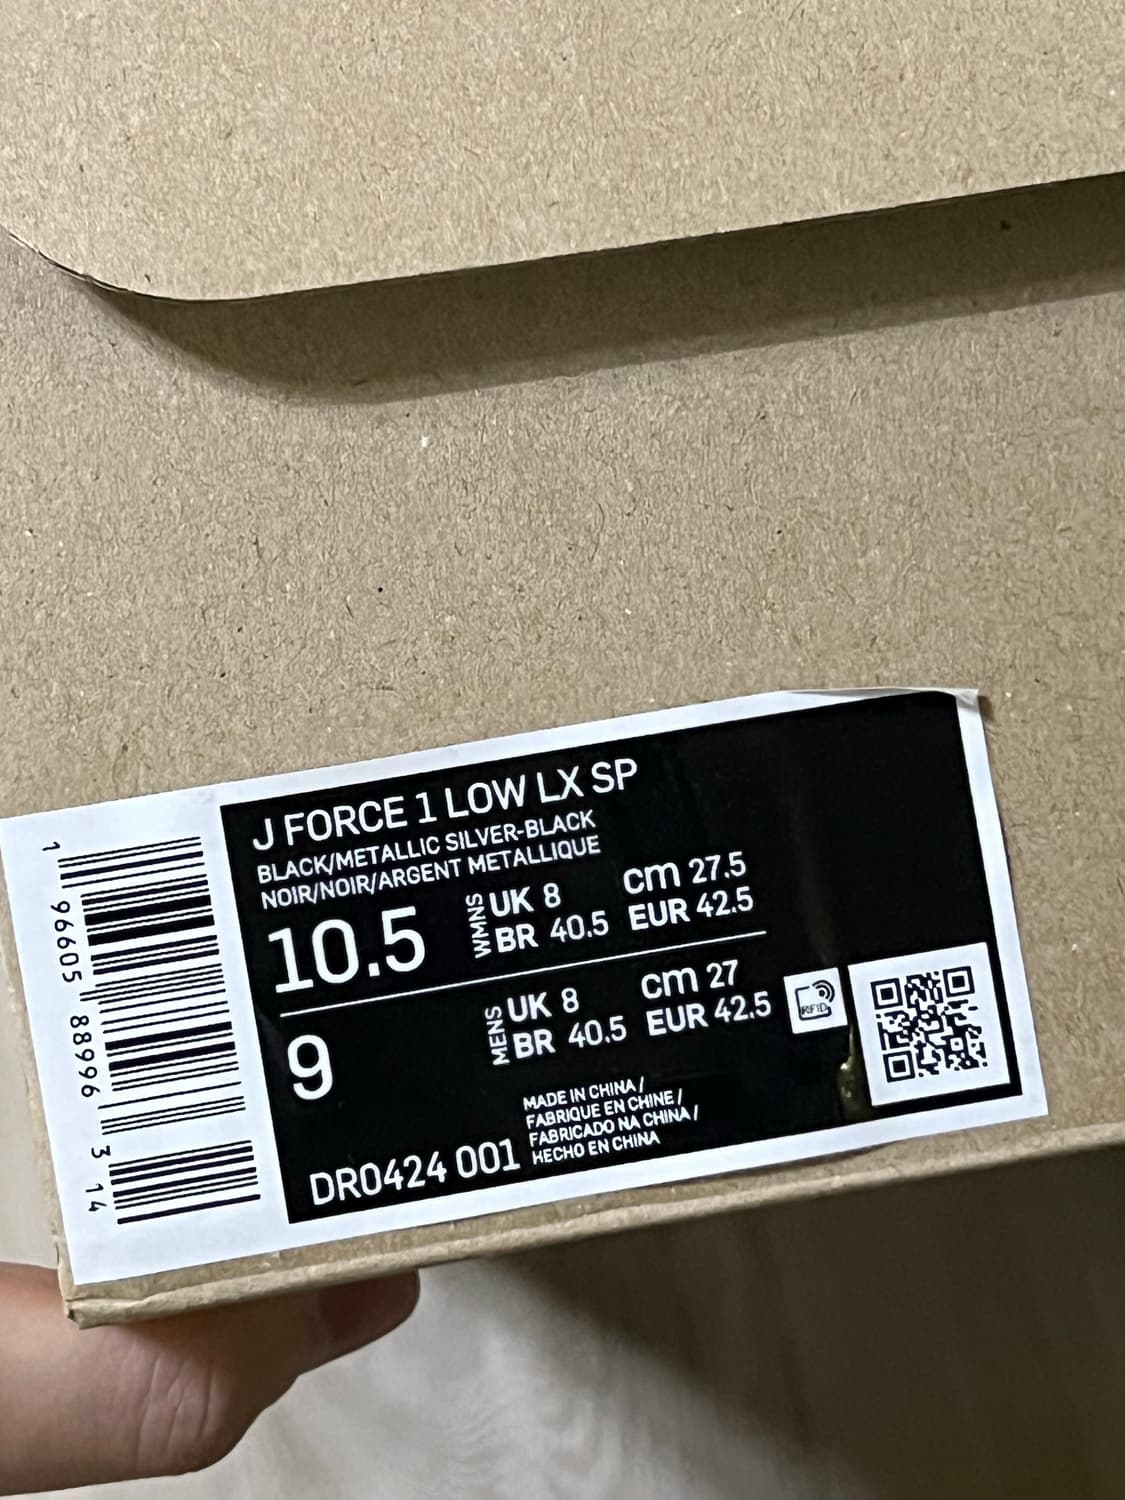 J FORCE 1 LOW LX SP
BLACK/METALLIC SILVER-BLACK
NOIR/NOIR/ARGENT METALLIQUE
10.5 WMNS UK 8 cm 27.5
BR 40.5 EUR 42.5
9 MENS UK 8 cm 27
BR 40.5 EUR 42.5
RFID
MADE IN CHINA /
FABRIQUE EN CHINE /
FABRICADO NA CHINA /
HECHO EN CHINA
DR0424 001
1 96605 88996 3 14